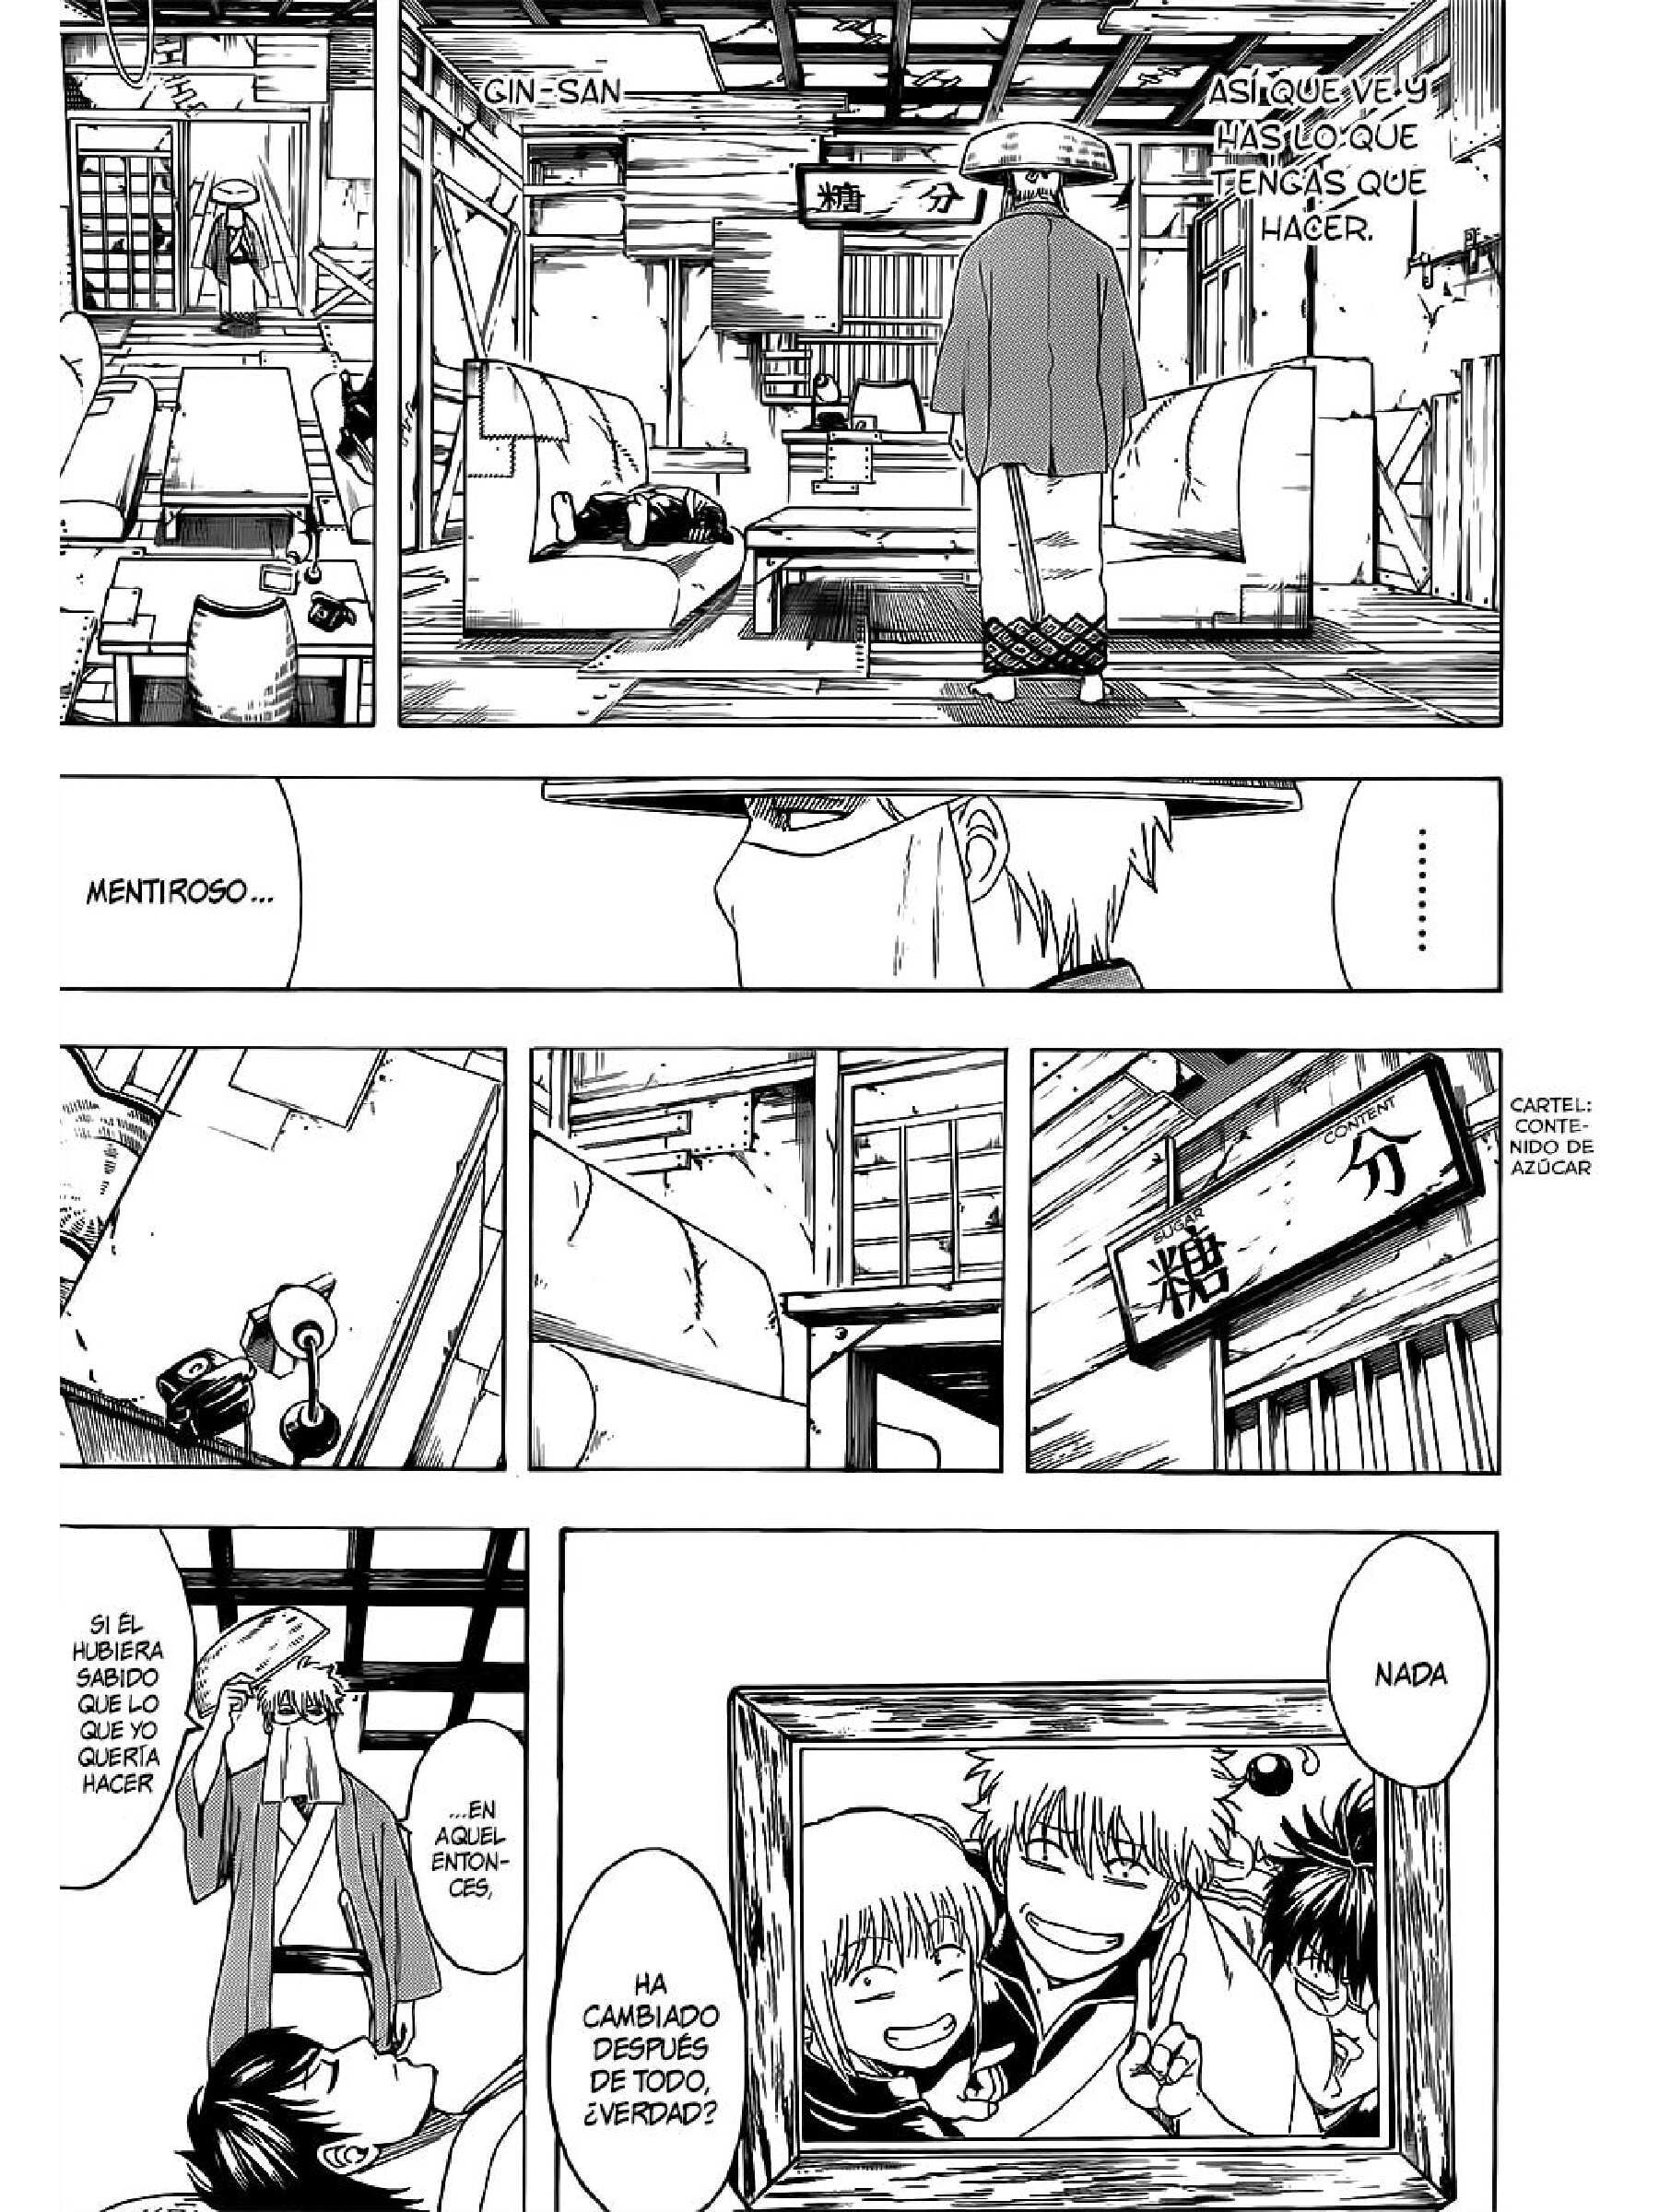 ASÍ QUE VE Y
HAS LO QUE
TENGAS QUE
HACER.
GIN-SAN
糖 分
.........
MENTIROSO...
CARTEL:
CONTE-
NIDO DE
AZÚCAR
SUGAR CONTENT
糖 分
NADA
HA
CAMBIADO
DESPUÉS
DE TODO,
¿VERDAD?
...EN
AQUEL
ENTON-
CES,
SI ÉL
HUBIERA
SABIDO
QUE LO
QUE YO
QUERÍA
HACER